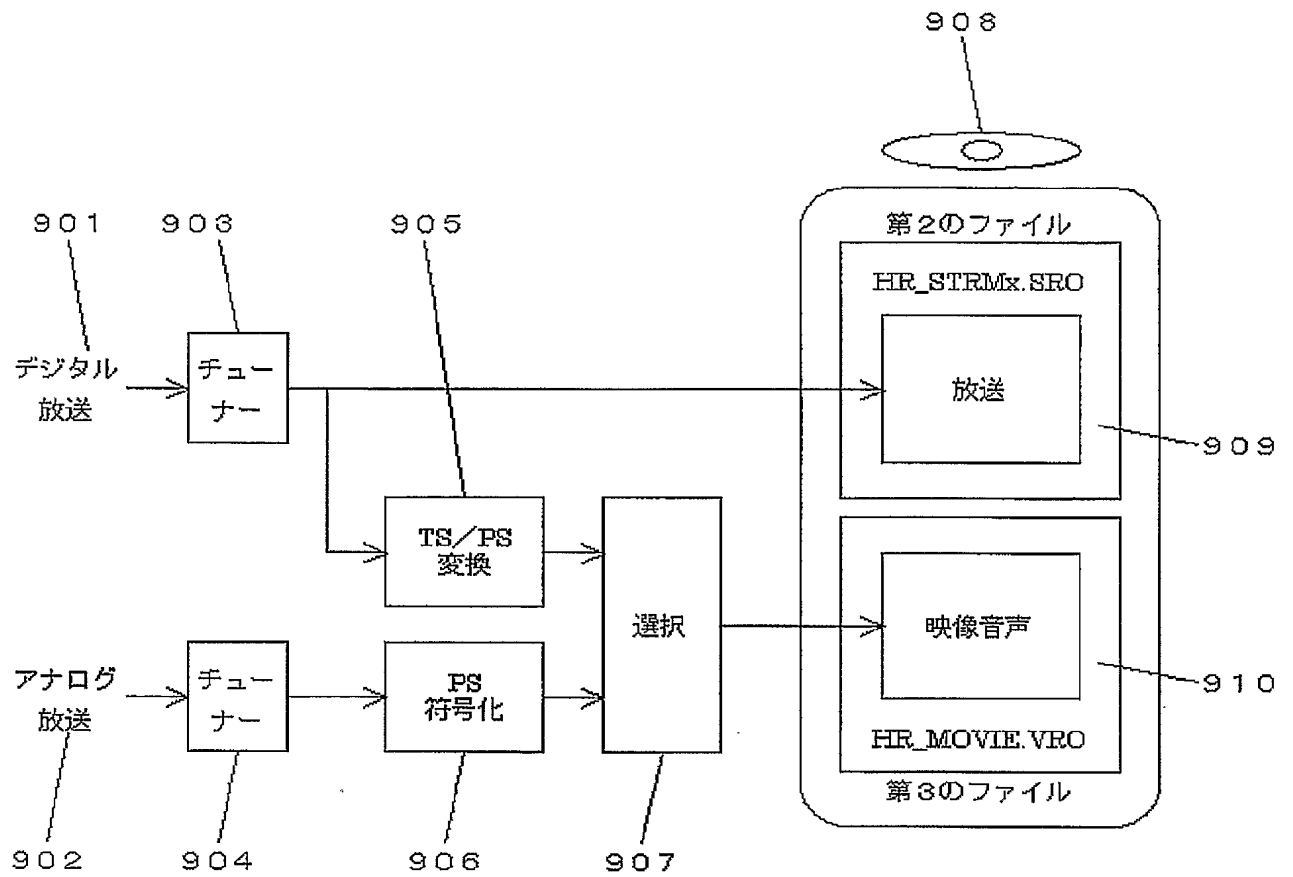 908
901
903
905
第2のファイル
HR_STRMx.SRO
デジタル
放送
チュー
ナー
放送
909
TS／PS
変換
選択
映像音声
アナログ
放送
チュー
ナー
PS
符号化
910
HR_MOVIE.VRO
第3のファイル
902
904
906
907